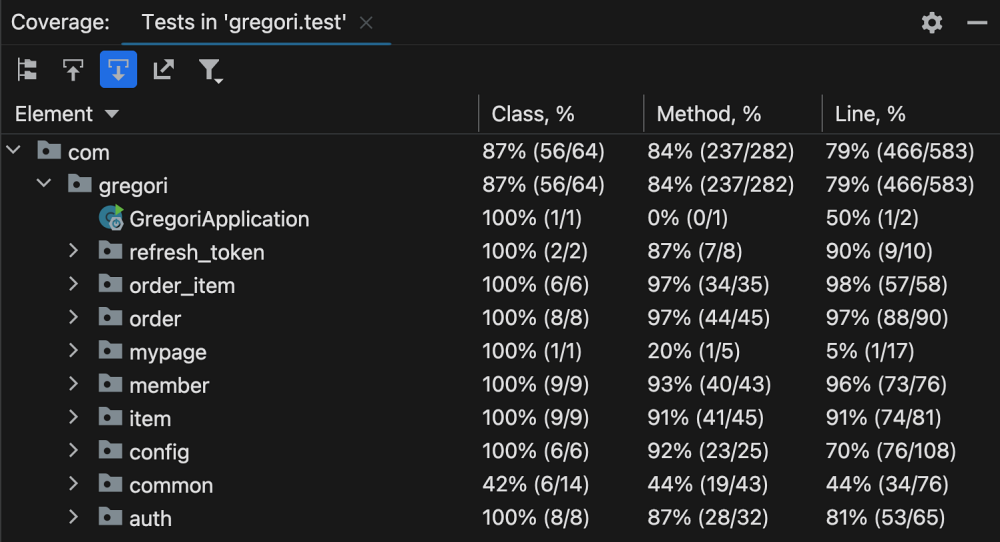 Coverage: Tests in 'gregori.test'
Element Class, % Method, % Line, %
com 87% (56/64) 84% (237/282) 79% (466/583)
gregori 87% (56/64) 84% (237/282) 79% (466/583)
GregoriApplication 100% (1/1) 0% (0/1) 50% (1/2)
refresh_token 100% (2/2) 87% (7/8) 90% (9/10)
order_item 100% (6/6) 97% (34/35) 98% (57/58)
order 100% (8/8) 97% (44/45) 97% (88/90)
mypage 100% (1/1) 20% (1/5) 5% (1/17)
member 100% (9/9) 93% (40/43) 96% (73/76)
item 100% (9/9) 91% (41/45) 91% (74/81)
config 100% (6/6) 92% (23/25) 70% (76/108)
common 42% (6/14) 44% (19/43) 44% (34/76)
auth 100% (8/8) 87% (28/32) 81% (53/65)